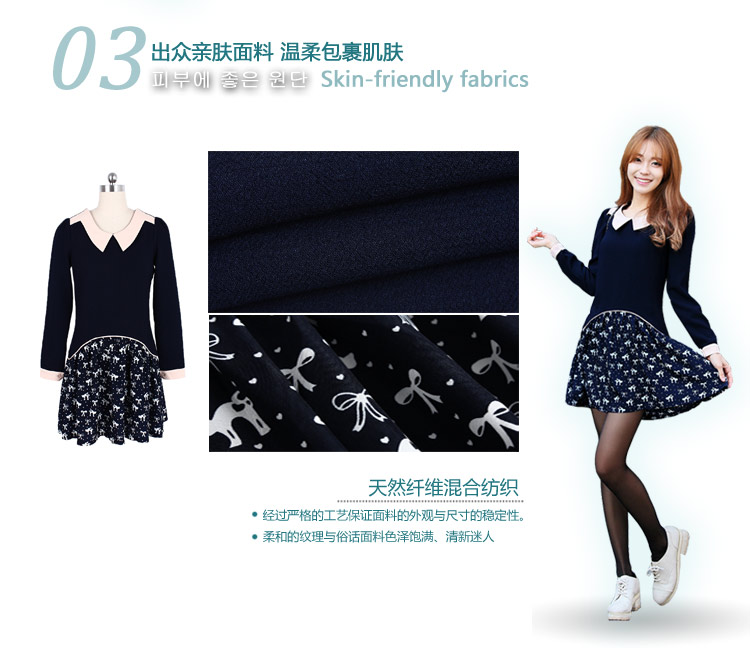 03
出众亲肤面料 温柔包裹肌肤
피부에 좋은 원단 Skin-friendly fabrics
天然纤维混合纺织
• 经过严格的工艺保证面料的外观与尺寸的稳定性。
• 柔和的纹理与俗话面料色泽饱满、清新迷人